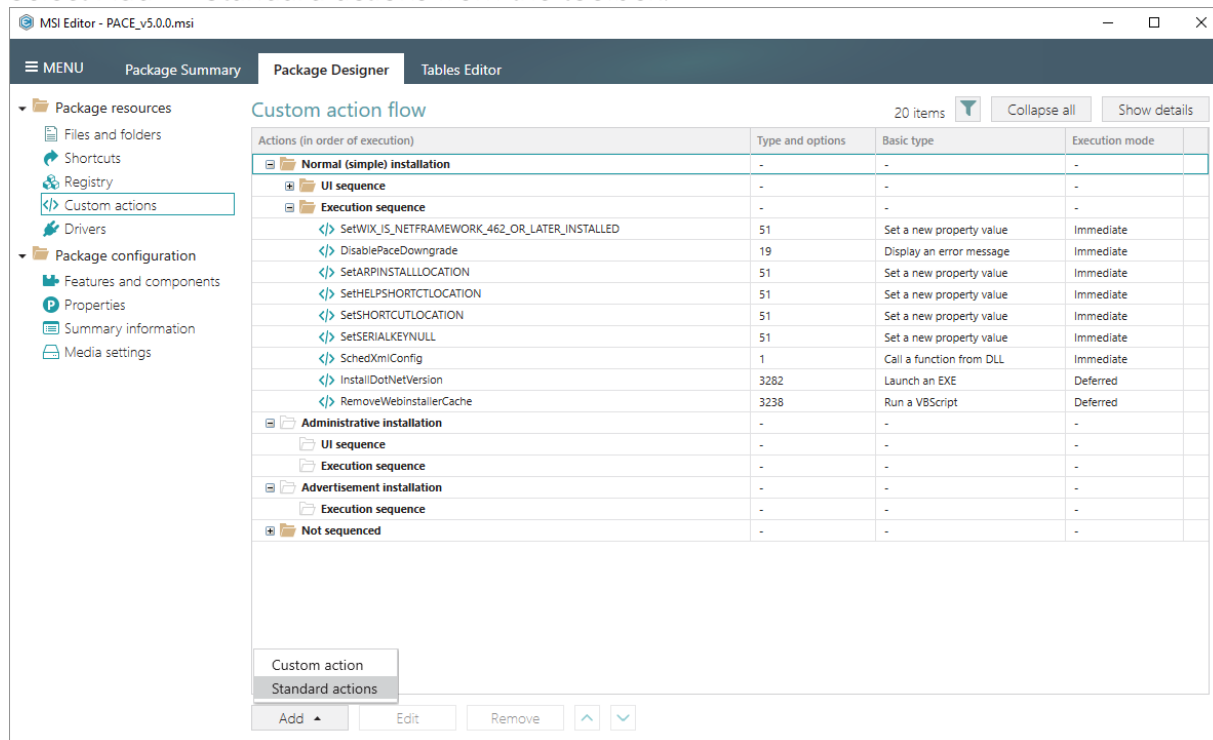 MSI Editor - PACE_v5.0.0.msi
MENU Package Summary Package Designer Tables Editor
Package resources
Files and folders
Shortcuts
Registry
Custom actions
Drivers
Package configuration
Features and components
Properties
Summary information
Media settings
Custom action flow
20 items Collapse all Show details
Actions (in order of execution) Type and options Basic type Execution mode
Normal (simple) installation - - -
UI sequence - - -
Execution sequence - - -
SetWIX_IS_NETFRAMEWORK_462_OR_LATER_INSTALLED 51 Set a new property value Immediate
DisablePaceDowngrade 19 Display an error message Immediate
SetARPINSTALLLOCATION 51 Set a new property value Immediate
SetHELPSHORTCTLOCATION 51 Set a new property value Immediate
SetSHORTCUTLOCATION 51 Set a new property value Immediate
SetSERIALKEYNULL 51 Set a new property value Immediate
SchedXmlConfig 1 Call a function from DLL Immediate
InstallDotNetVersion 3282 Launch an EXE Deferred
RemoveWebinstallerCache 3238 Run a VBScript Deferred
Administrative installation - - -
UI sequence - - -
Execution sequence - - -
Advertisement installation - - -
Execution sequence - - -
Not sequenced - - -
Custom action
Standard actions
Add Edit Remove